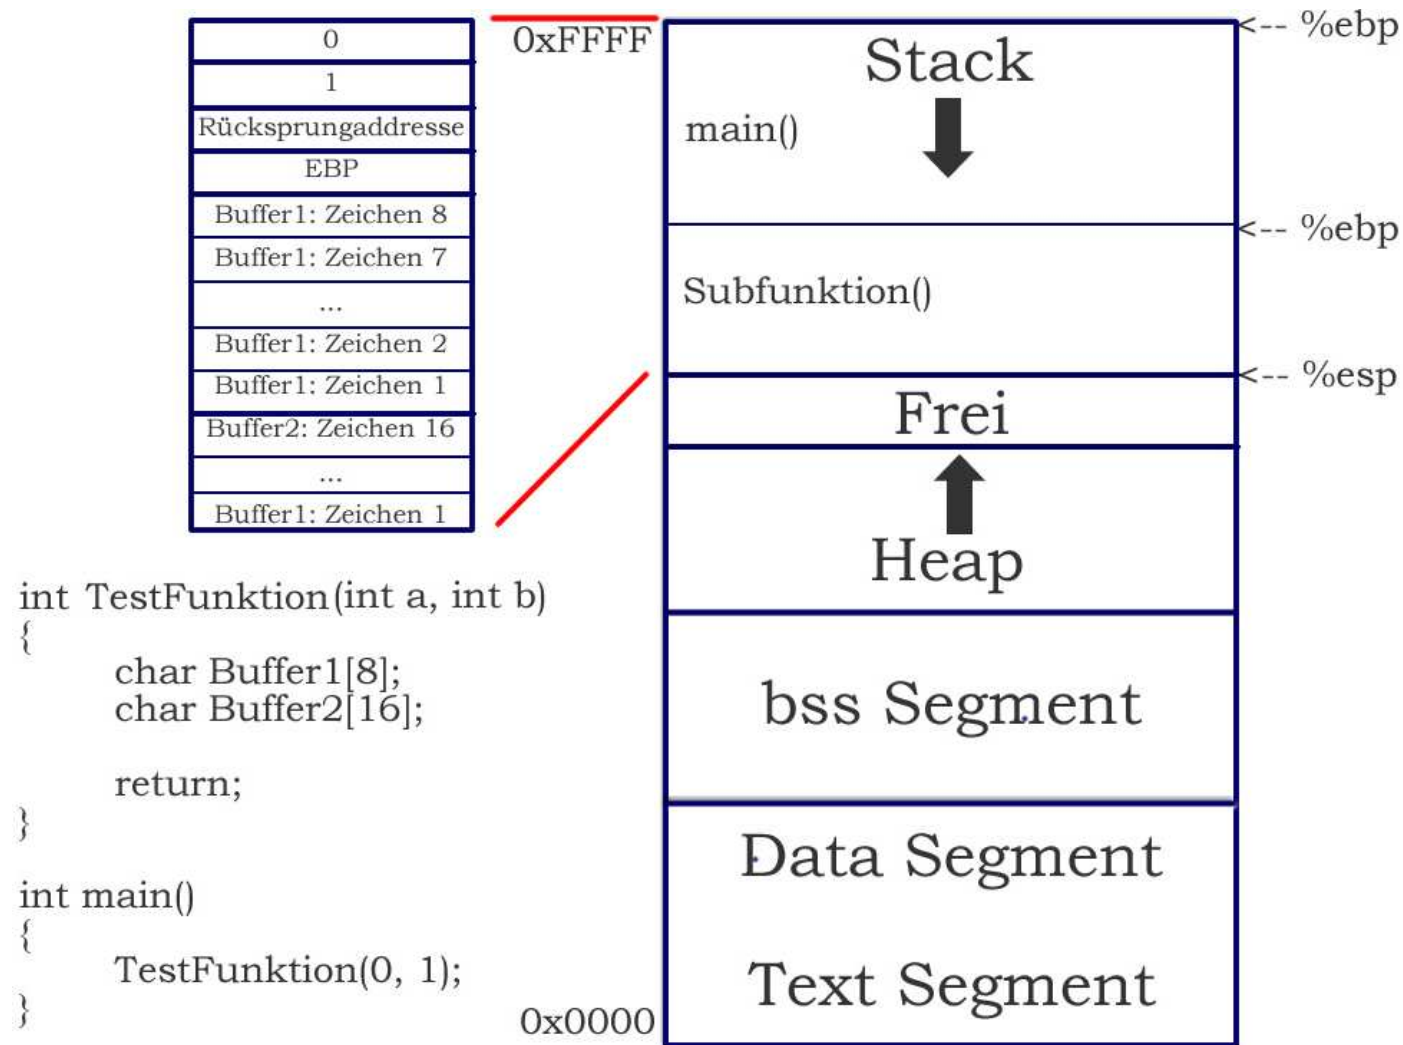 0
1
Rücksprungaddresse
EBP
Buffer1: Zeichen 8
Buffer1: Zeichen 7
...
Buffer1: Zeichen 2
Buffer1: Zeichen 1
Buffer2: Zeichen 16
...
Buffer1: Zeichen 1
int TestFunktion(int a, int b)
{
char Buffer1[8];
char Buffer2[16];
return;
}
int main()
{
TestFunktion(0, 1);
}
0xFFFF
<-- %ebp
Stack
main()
<-- %ebp
Subfunktion()
<-- %esp
Frei
Heap
bss Segment
Data Segment
Text Segment
0x0000